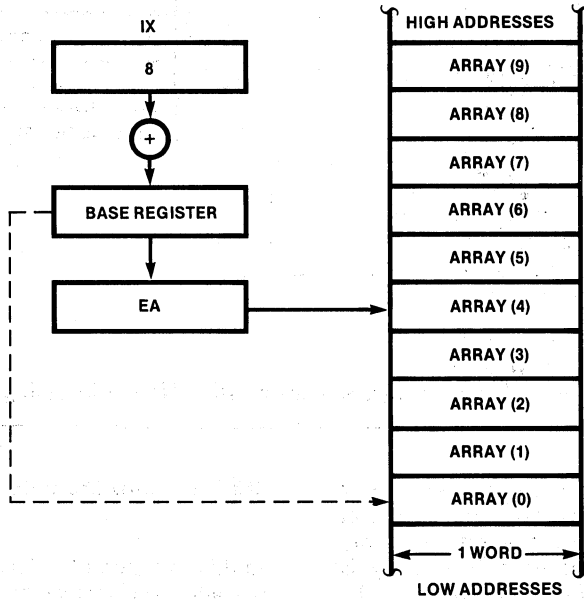 IX
8
+
BASE REGISTER
EA
HIGH ADDRESSES
ARRAY (9)
ARRAY (8)
ARRAY (7)
ARRAY (6)
ARRAY (5)
ARRAY (4)
ARRAY (3)
ARRAY (2)
ARRAY (1)
ARRAY (0)
1 WORD
LOW ADDRESSES